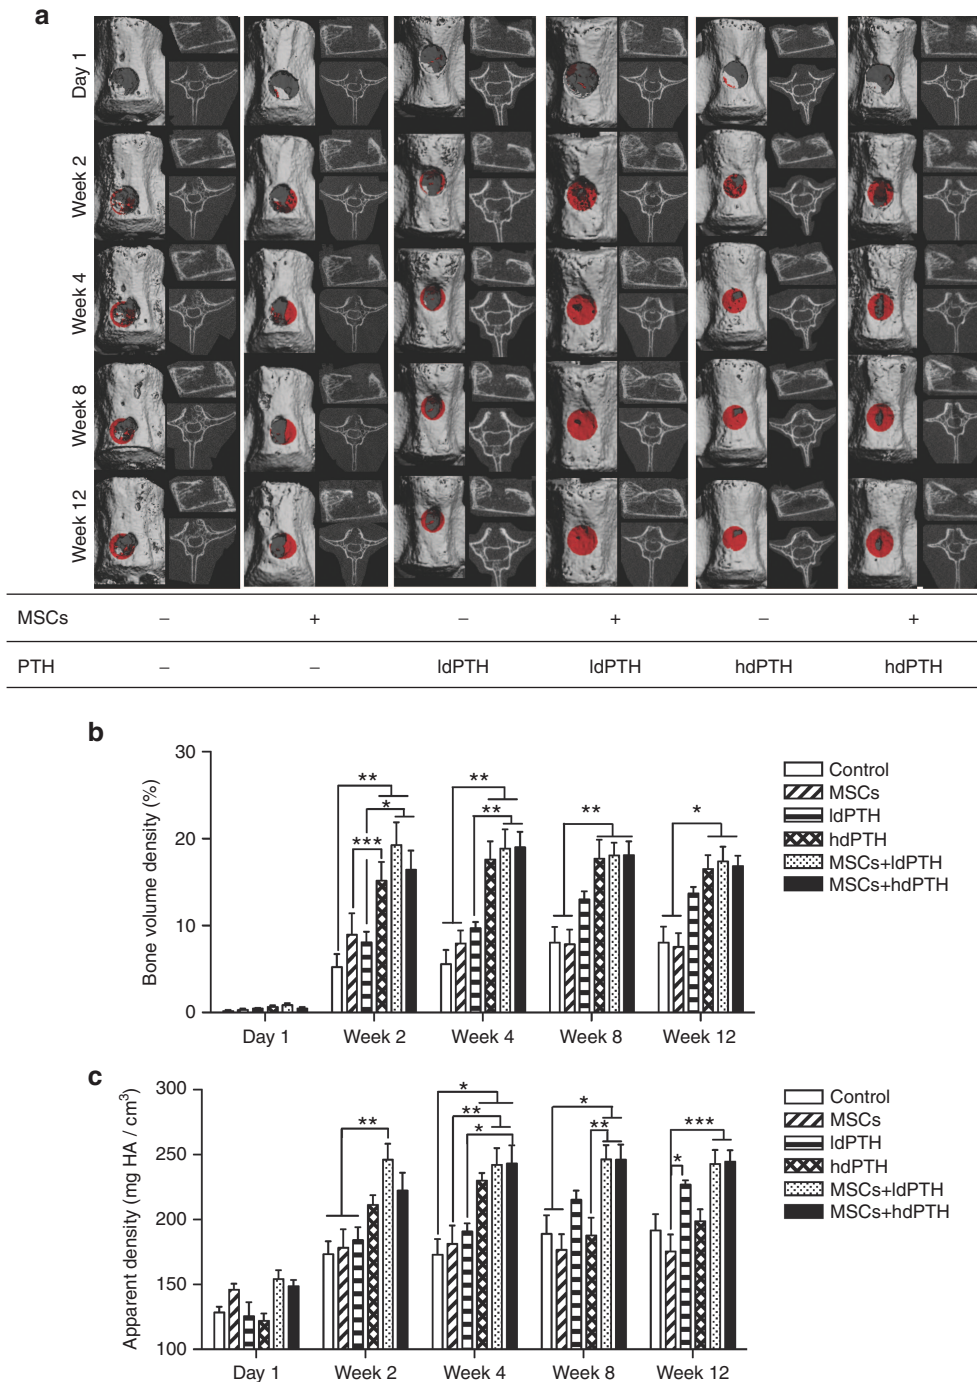 a
Day 1
Week 2
Week 4
Week 8
Week 12
MSCs − + − + − +
PTH − − ldPTH ldPTH hdPTH hdPTH
b
Bone volume density (%)
30
20
10
0
** * *** ** ** ** *
Day 1 Week 2 Week 4 Week 8 Week 12
Control
MSCs
ldPTH
hdPTH
MSCs+ldPTH
MSCs+hdPTH
c
Apparent density (mg HA / cm³)
300
250
200
150
100
** * ** * * ** *** *
Day 1 Week 2 Week 4 Week 8 Week 12
Control
MSCs
ldPTH
hdPTH
MSCs+ldPTH
MSCs+hdPTH